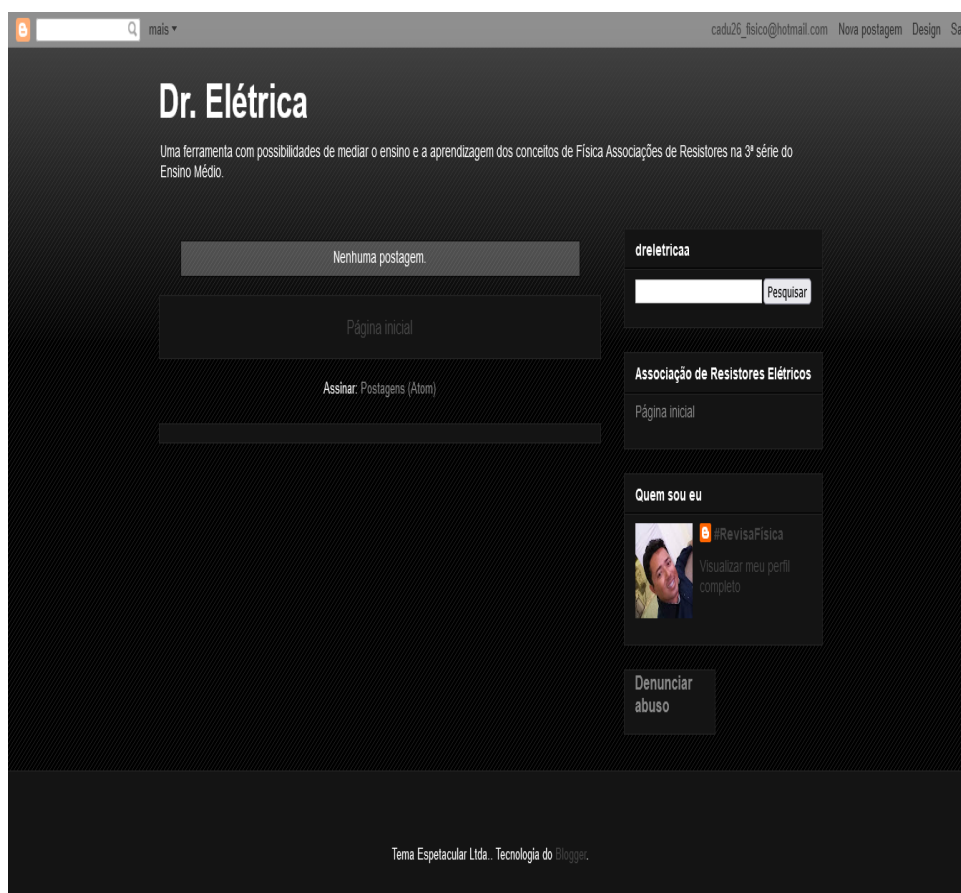 mais
cadu26_fisico@hotmail.com Nova postagem Design Sa
Dr. Elétrica
Uma ferramenta com possibilidades de mediar o ensino e a aprendizagem dos conceitos de Física Associações de Resistores na 3ª série do
Ensino Médio.
Nenhuma postagem.
Página inicial
Assinar: Postagens (Atom)
dreletricaa
Pesquisar
Associação de Resistores Elétricos
Página inicial
Quem sou eu
#RevisaFísica
Visualizar meu perfil
completo
Denunciar
abuso
Tema Espetacular Ltda.. Tecnologia do Blogger.